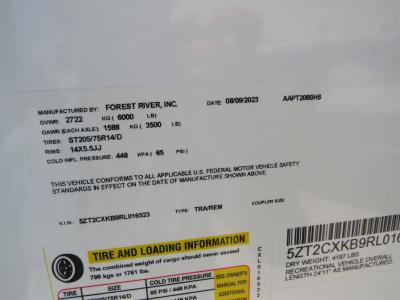 MANUFACTURED BY: FOREST RIVER, INC. DATE: 08/09/2023 AAPT208BHS
GVWR: 2722 KG ( 6000 LB)
GAWR (EACH AXLE): 1588 KG ( 3500 LB)
TIRES: ST205/75R14/D
RIMS: 14X5.5JJ
COLD INFL. PRESSURE: 448 KPA ( 65 PSI)
THIS VEHICLE CONFORMS TO ALL APPLICABLE U.S. FEDERAL MOTOR VEHICLE SAFETY
STANDARDS IN EFFECT ON THE DATE OF MANUFACTURE SHOWN ABOVE.
V.I.N.: 5ZT2CXKB9RL016523 TYPE: TRA/REM COUPLER SIZE:
TIRE AND LOADING INFORMATION
The combined weight of cargo should never exceed
799 kgs or 1761 lbs.
TIRE SIZE COLD TIRE PRESSURE
SEE OWNER'S
MANUAL FOR
ADDITIONAL
5ZT2CXKB9RL016
DRY WEIGHT: 4197 LBS
RECREATIONAL VEHICLE OVERALL
LENGTH 24'11" AS MANUFACTURED.